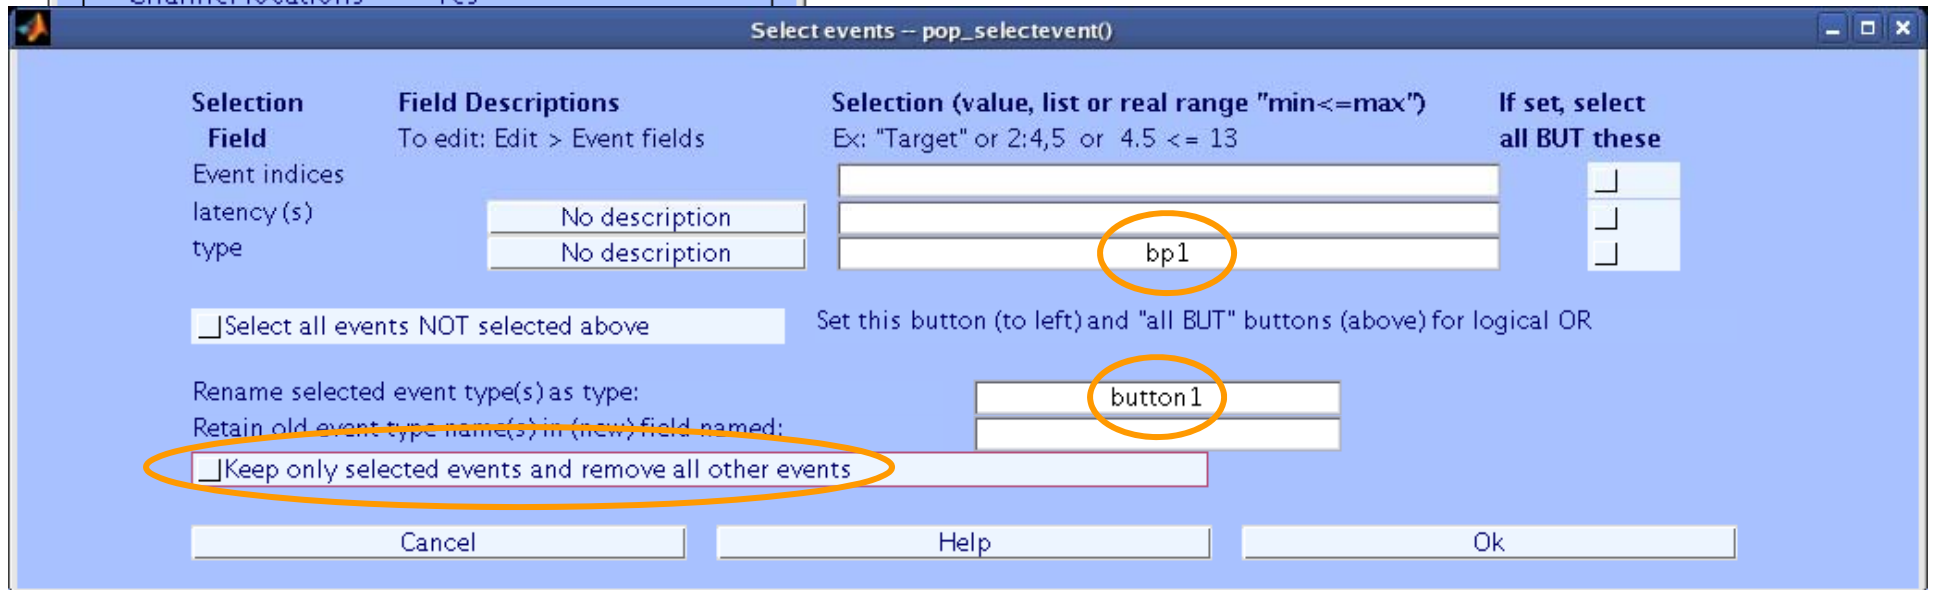 Channel locations Yes
Select events -- pop_selectevent()
Selection Field Descriptions Selection (value, list or real range "min<=max") If set, select
Field To edit: Edit > Event fields Ex: "Target" or 2:4,5 or 4.5 <= 13 all BUT these
Event indices
latency (s) No description
type No description bp1
Select all events NOT selected above Set this button (to left) and "all BUT" buttons (above) for logical OR
Rename selected event type(s) as type: button1
Retain old event type name(s) in (new) field named:
Keep only selected events and remove all other events
Cancel Help Ok